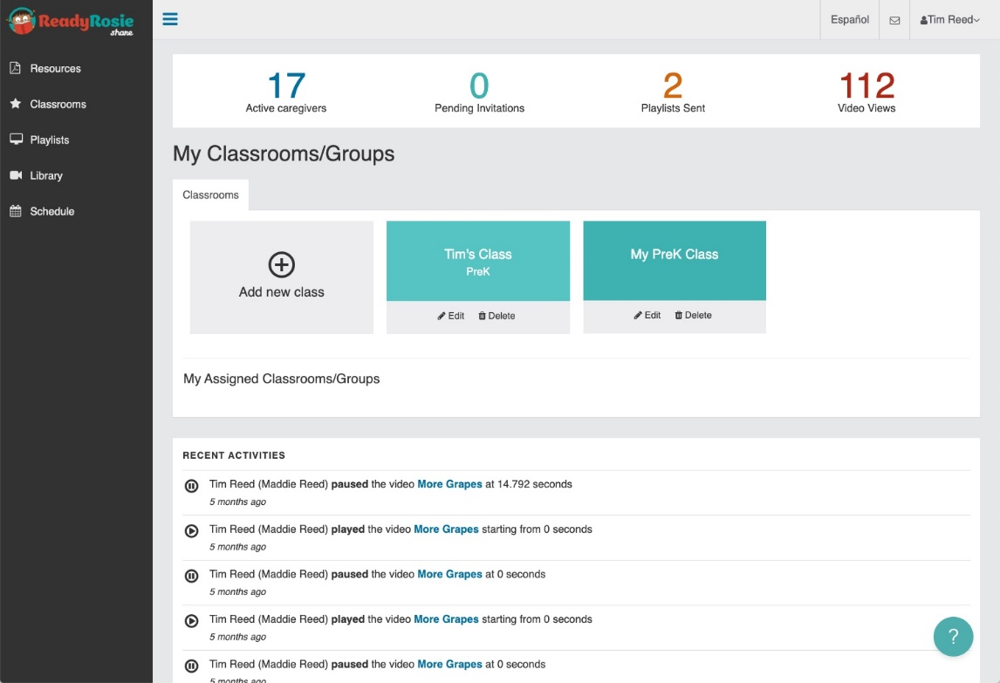 ReadyRosie
share
Español
Tim Reed
Resources
Classrooms
Playlists
Library
Schedule
17
Active caregivers
0
Pending Invitations
2
Playlists Sent
112
Video Views
My Classrooms/Groups
Classrooms
Add new class
Tim's Class
PreK
Edit Delete
My PreK Class
Edit Delete
My Assigned Classrooms/Groups
RECENT ACTIVITIES
Tim Reed (Maddie Reed) paused the video More Grapes at 14.792 seconds
5 months ago
Tim Reed (Maddie Reed) played the video More Grapes starting from 0 seconds
5 months ago
Tim Reed (Maddie Reed) paused the video More Grapes at 0 seconds
5 months ago
Tim Reed (Maddie Reed) played the video More Grapes starting from 0 seconds
5 months ago
?
Tim Reed (Maddie Reed) paused the video More Grapes at 0 seconds
5 months ago